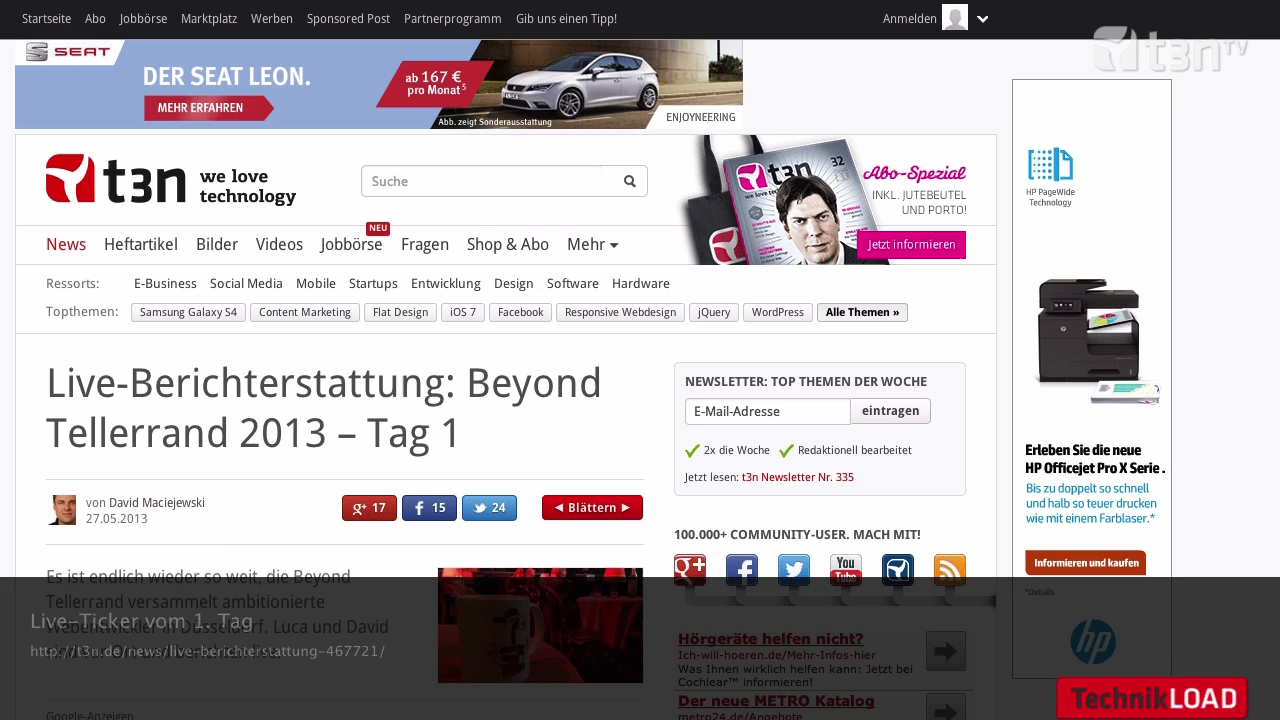 Startseite Abo Jobbörse Marktplatz Werben Sponsored Post Partnerprogramm Gib uns einen Tipp!
Anmelden
t3n TV
SEAT
DER SEAT LEON.
MEHR ERFAHREN
ab 167 €
pro Monat 5
Abb. zeigt Sonderausstattung
ENJOYNEERING
t3n we love
technology
Suche
32
t3n
Abo-Spezial
INKL. JUTEBEUTEL
UND PORTO!
Jetzt informieren
NEU
News Heftartikel Bilder Videos Jobbörse Fragen Shop & Abo Mehr
Ressorts: E-Business Social Media Mobile Startups Entwicklung Design Software Hardware
Topthemen: Samsung Galaxy S4 Content Marketing Flat Design iOS 7 Facebook Responsive Webdesign jQuery WordPress Alle Themen »
Live-Berichterstattung: Beyond
Tellerrand 2013 – Tag 1
von David Maciejewski
27.05.2013
g+ 17 f 15 24 Blättern
Es ist endlich wieder so weit, die Beyond
Tellerrand versammelt ambitionierte
Webentwickler in Düsseldorf. Luca und David
Live-Ticker vom 1. Tag
http://t3n.de/news/live-berichterstattung-467721/
Google-Anzeigen
NEWSLETTER: TOP THEMEN DER WOCHE
E-Mail-Adresse eintragen
2x die Woche Redaktionell bearbeitet
Jetzt lesen: t3n Newsletter Nr. 335
100.000+ COMMUNITY-USER. MACH MIT!
g+ f You Tube
Hörgeräte helfen nicht?
Ich-will-hoeren.de/Mehr-Infos-hier
Was Ihnen wirklich helfen kann: Jetzt bei
Cochlear™ informieren!
Der neue METRO Katalog
metro24.de/Angebote
HP PageWide
Technology
Erleben Sie die neue
HP Officejet Pro X Serie.
Bis zu doppelt so schnell
und halb so teuer drucken
wie mit einem Farblaser.*
Informieren und kaufen
*Details
hp
TechnikLOAD